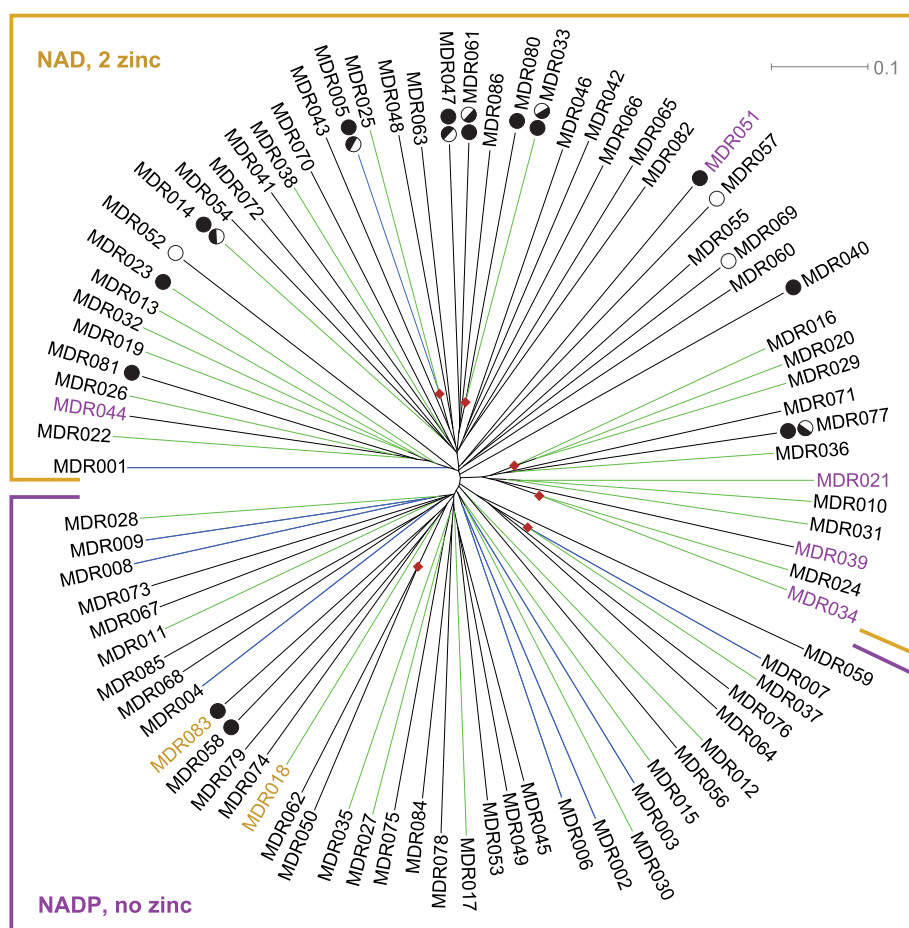 NAD, 2 zinc
0.1
MDR001
MDR022
MDR044
MDR026
MDR081
MDR019
MDR032
MDR013
MDR023
MDR052
MDR014
MDR054
MDR072
MDR041
MDR038
MDR070
MDR043
MDR005
MDR025
MDR048
MDR063
MDR047
MDR061
MDR086
MDR080
MDR033
MDR046
MDR042
MDR066
MDR065
MDR082
MDR051
MDR057
MDR055
MDR069
MDR060
MDR040
MDR016
MDR020
MDR029
MDR071
MDR077
MDR036
MDR021
MDR010
MDR031
MDR039
MDR024
MDR034
MDR059
MDR007
MDR037
MDR076
MDR064
MDR012
MDR056
MDR015
MDR003
MDR030
MDR002
MDR006
MDR045
MDR049
MDR053
MDR017
MDR078
MDR084
MDR075
MDR027
MDR035
MDR050
MDR062
MDR018
MDR074
MDR079
MDR058
MDR083
MDR004
MDR068
MDR085
MDR011
MDR067
MDR073
MDR008
MDR009
MDR028
NADP, no zinc